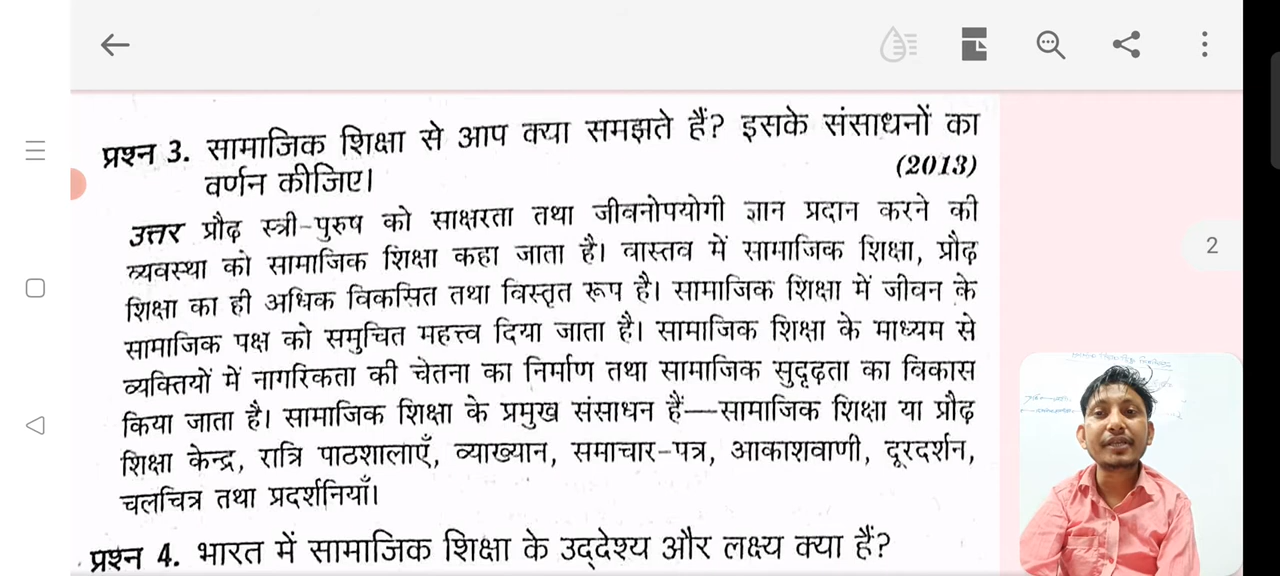 प्रश्न 3. सामाजिक शिक्षा से आप क्या समझते हैं? इसके संसाधनों का
वर्णन कीजिए। (2013)
उत्तर प्रौढ़ स्त्री-पुरुष को साक्षरता तथा जीवनोपयोगी ज्ञान प्रदान करने की
व्यवस्था को सामाजिक शिक्षा कहा जाता है। वास्तव में सामाजिक शिक्षा, प्रौढ़
शिक्षा का ही अधिक विकसित तथा विस्तृत रूप है। सामाजिक शिक्षा में जीवन के
सामाजिक पक्ष को समुचित महत्त्व दिया जाता है। सामाजिक शिक्षा के माध्यम से
व्यक्तियों में नागरिकता की चेतना का निर्माण तथा सामाजिक सुदृढ़ता का विकास
किया जाता है। सामाजिक शिक्षा के प्रमुख संसाधन हैं—सामाजिक शिक्षा या प्रौढ़
शिक्षा केन्द्र, रात्रि पाठशालाएँ, व्याख्यान, समाचार-पत्र, आकाशवाणी, दूरदर्शन,
चलचित्र तथा प्रदर्शनियाँ।
प्रश्न 4. भारत में सामाजिक शिक्षा के उद्देश्य और लक्ष्य क्या हैं?
2